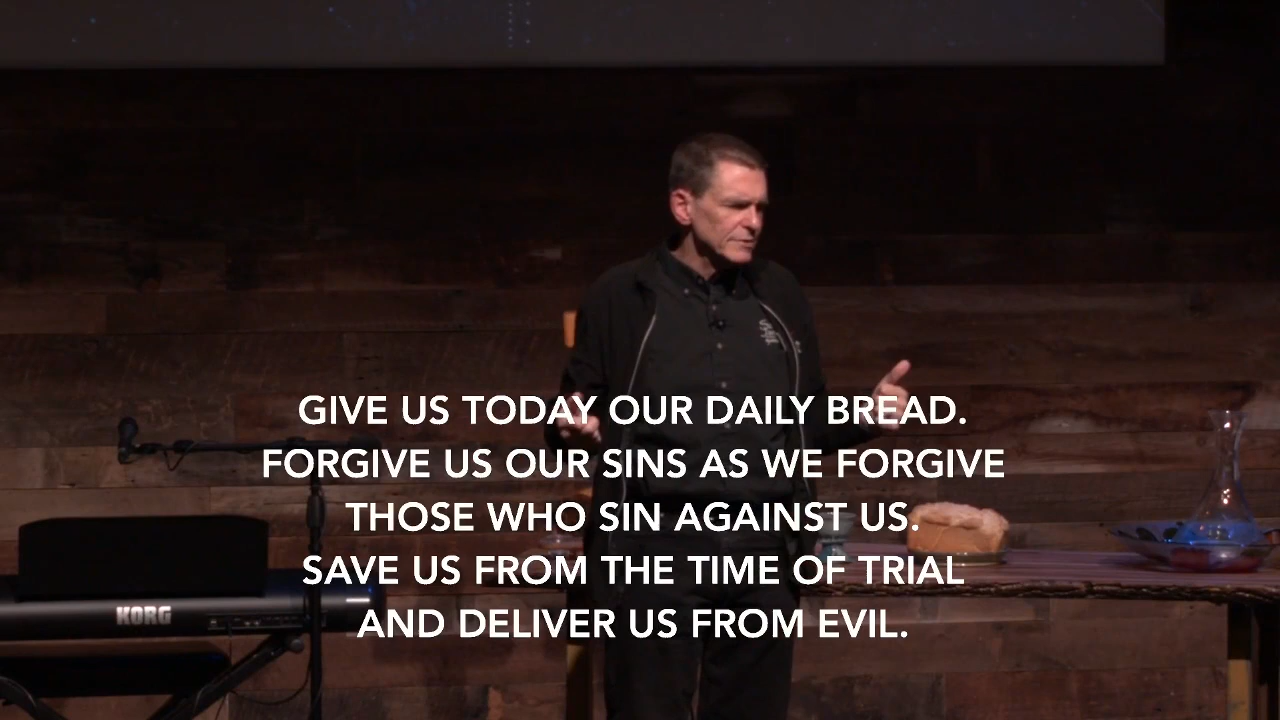 GIVE US TODAY OUR DAILY BREAD.
FORGIVE US OUR SINS AS WE FORGIVE
THOSE WHO SIN AGAINST US.
SAVE US FROM THE TIME OF TRIAL
AND DELIVER US FROM EVIL.
KORG